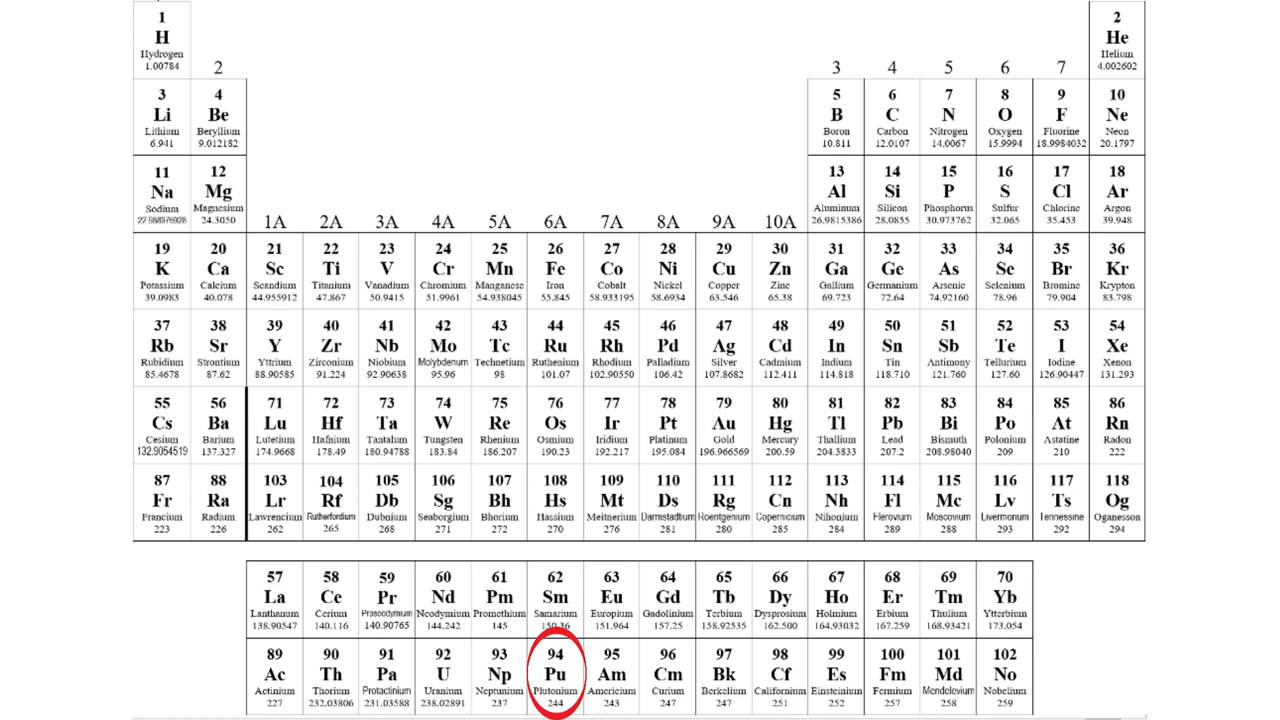 1 2
H He
Hydrogen Helium
1.00784 4.002602
2 3 4 5 6 7
3 4 5 6 7 8 9 10
Li Be B C N O F Ne
Lithium Beryllium Boron Carbon Nitrogen Oxygen Fluorine Neon
6.941 9.012182 10.811 12.0107 14.0067 15.9994 18.9984032 20.1797
11 12 13 14 15 16 17 18
Na Mg Al Si P S Cl Ar
Sodium Magnesium Aluminum Silicon Phosphorus Sulfur Chlorine Argon
22.988976928 24.3050 26.9815386 28.0855 30.973762 32.065 35.453 39.948
1A 2A 3A 4A 5A 6A 7A 8A 9A 10A
19 20 21 22 23 24 25 26 27 28 29 30 31 32 33 34 35 36
K Ca Sc Ti V Cr Mn Fe Co Ni Cu Zn Ga Ge As Se Br Kr
Potassium Calcium Scandium Titanium Vanadium Chromium Manganese Iron Cobalt Nickel Copper Zinc Gallium Germanium Arsenic Selenium Bromine Krypton
39.0983 40.078 44.955912 47.867 50.9415 51.9961 54.938045 55.845 58.933195 58.6934 63.546 65.38 69.723 72.64 74.92160 78.96 79.904 83.798
37 38 39 40 41 42 43 44 45 46 47 48 49 50 51 52 53 54
Rb Sr Y Zr Nb Mo Tc Ru Rh Pd Ag Cd In Sn Sb Te I Xe
Rubidium Strontium Yttrium Zirconium Niobium Molybdenum Technetium Ruthenium Rhodium Palladium Silver Cadmium Indium Tin Antimony Tellurium Iodine Xenon
85.4678 87.62 88.90585 91.224 92.90638 95.96 98 101.07 102.90550 106.42 107.8682 112.411 114.818 118.710 121.760 127.60 126.90447 131.293
55 56 71 72 73 74 75 76 77 78 79 80 81 82 83 84 85 86
Cs Ba Lu Hf Ta W Re Os Ir Pt Au Hg Tl Pb Bi Po At Rn
Cesium Barium Lutetium Hafnium Tantalum Tungsten Rhenium Osmium Iridium Platinum Gold Mercury Thallium Lead Bismuth Polonium Astatine Radon
132.9054519 137.327 174.9668 178.49 180.94788 183.84 186.207 190.23 192.217 195.084 196.966569 200.59 204.3833 207.2 208.98040 209 210 222
87 88 103 104 105 106 107 108 109 110 111 112 113 114 115 116 117 118
Fr Ra Lr Rf Db Sg Bh Hs Mt Ds Rg Cn Nh Fl Mc Lv Ts Og
Francium Radium Lawrencium Rutherfordium Dubnium Seaborgium Bhorium Hassium Meitnerium Darmstadtium Roentgenium Copernicium Nihonium Flerovium Moscovium Livermorium Tennessine Oganesson
223 226 262 265 268 271 272 270 276 281 280 285 284 289 288 293 292 294
57 58 59 60 61 62 63 64 65 66 67 68 69 70
La Ce Pr Nd Pm Sm Eu Gd Tb Dy Ho Er Tm Yb
Lanthanum Cerium Praseodymium Neodymium Promethium Samarium Europium Gadolinium Terbium Dysprosium Holmium Erbium Thulium Ytterbium
138.90547 140.116 140.90765 144.242 145 150.36 151.964 157.25 158.92535 162.500 164.93032 167.259 168.93421 173.054
89 90 91 92 93 94 95 96 97 98 99 100 101 102
Ac Th Pa U Np Pu Am Cm Bk Cf Es Fm Md No
Actinium Thorium Protactinium Uranium Neptunium Plutonium Americium Curium Berkelium Californium Einsteinium Fermium Mendelevium Nobelium
227 232.03806 231.03588 238.02891 237 244 243 247 247 251 252 257 258 259